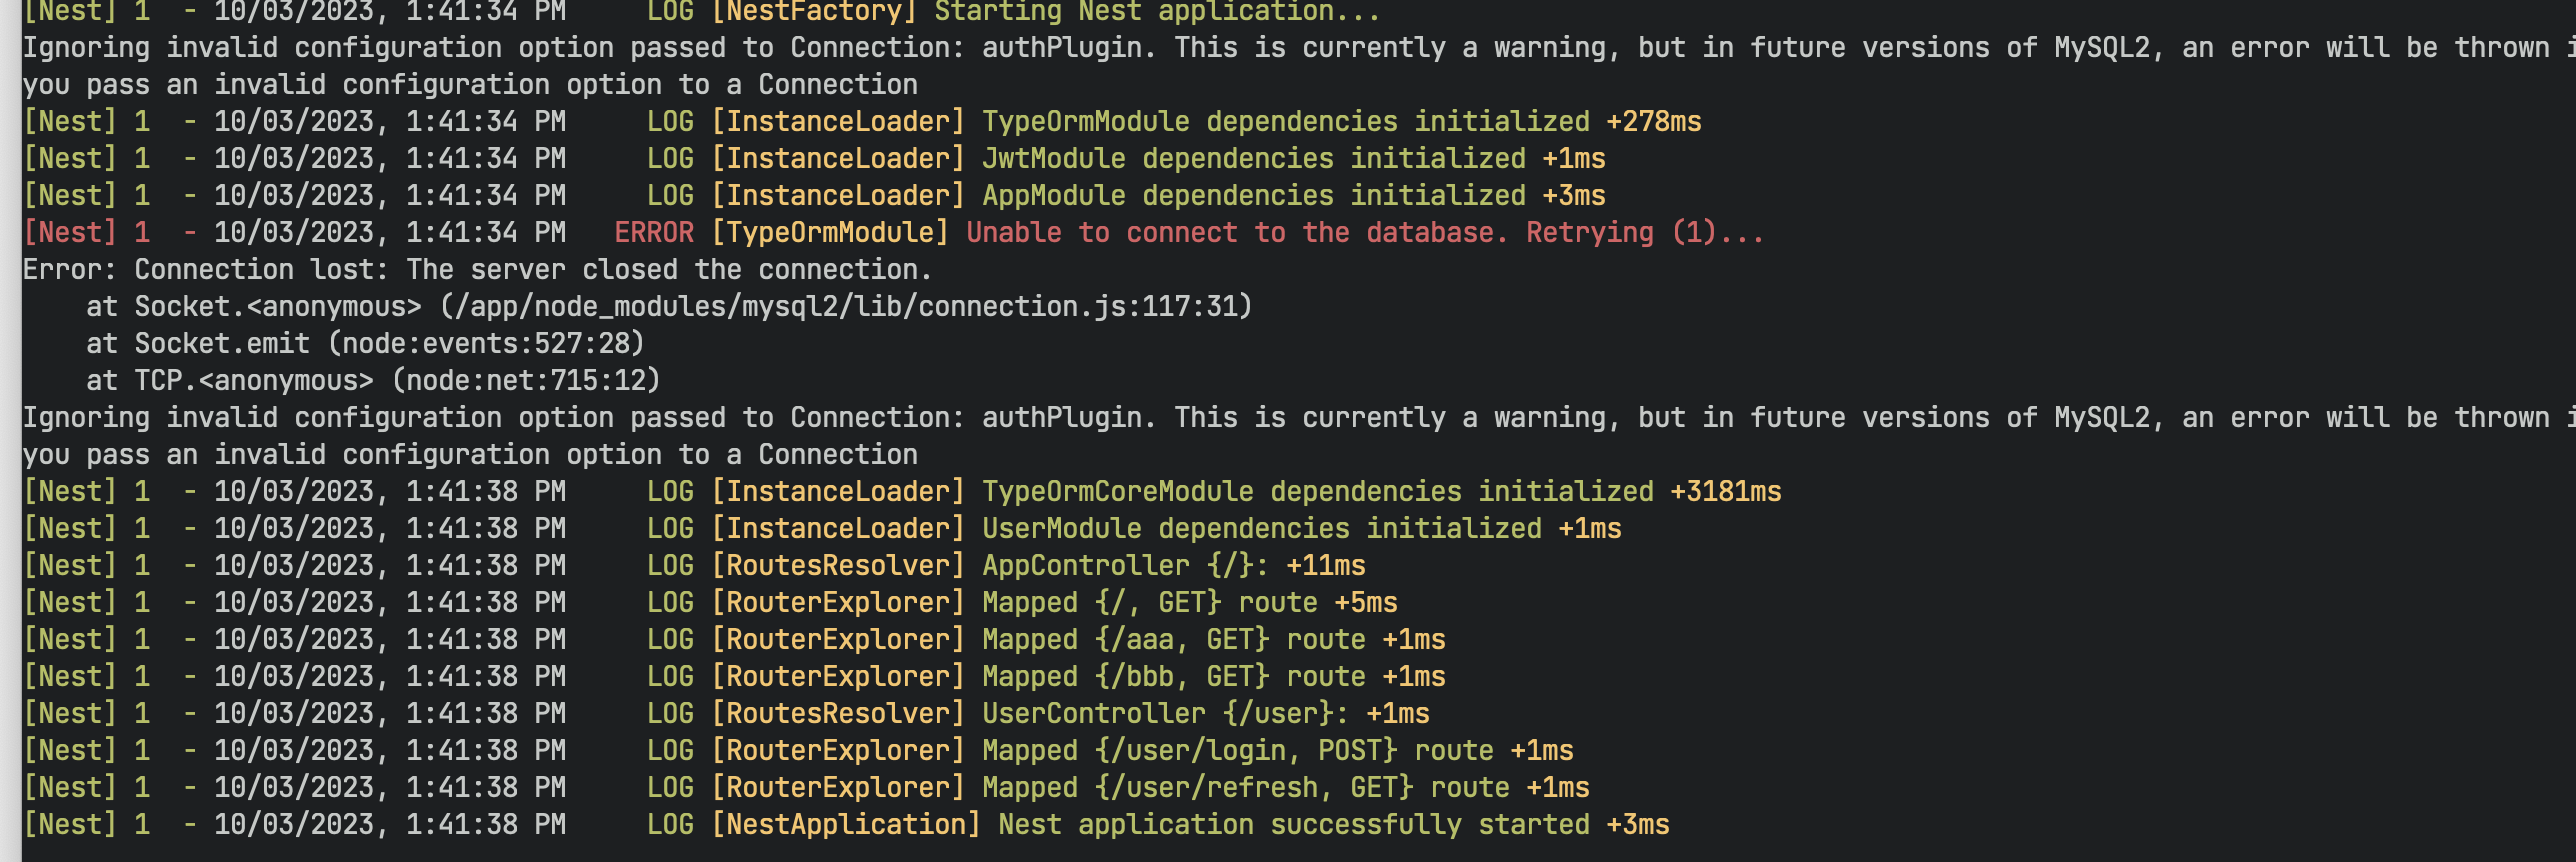 [Nest] 1  - 10/03/2023, 1:41:34 PM     LOG [NestFactory] Starting Nest application...
Ignoring invalid configuration option passed to Connection: authPlugin. This is currently a warning, but in future versions of MySQL2, an error will be thrown
you pass an invalid configuration option to a Connection
[Nest] 1  - 10/03/2023, 1:41:34 PM     LOG [InstanceLoader] TypeOrmModule dependencies initialized +278ms
[Nest] 1  - 10/03/2023, 1:41:34 PM     LOG [InstanceLoader] JwtModule dependencies initialized +1ms
[Nest] 1  - 10/03/2023, 1:41:34 PM     LOG [InstanceLoader] AppModule dependencies initialized +3ms
[Nest] 1  - 10/03/2023, 1:41:34 PM   ERROR [TypeOrmModule] Unable to connect to the database. Retrying (1)...
Error: Connection lost: The server closed the connection.
    at Socket.<anonymous> (/app/node_modules/mysql2/lib/connection.js:117:31)
    at Socket.emit (node:events:527:28)
    at TCP.<anonymous> (node:net:715:12)
Ignoring invalid configuration option passed to Connection: authPlugin. This is currently a warning, but in future versions of MySQL2, an error will be thrown
you pass an invalid configuration option to a Connection
[Nest] 1  - 10/03/2023, 1:41:38 PM     LOG [InstanceLoader] TypeOrmCoreModule dependencies initialized +3181ms
[Nest] 1  - 10/03/2023, 1:41:38 PM     LOG [InstanceLoader] UserModule dependencies initialized +1ms
[Nest] 1  - 10/03/2023, 1:41:38 PM     LOG [RoutesResolver] AppController {/}: +11ms
[Nest] 1  - 10/03/2023, 1:41:38 PM     LOG [RouterExplorer] Mapped {/, GET} route +5ms
[Nest] 1  - 10/03/2023, 1:41:38 PM     LOG [RouterExplorer] Mapped {/aaa, GET} route +1ms
[Nest] 1  - 10/03/2023, 1:41:38 PM     LOG [RouterExplorer] Mapped {/bbb, GET} route +1ms
[Nest] 1  - 10/03/2023, 1:41:38 PM     LOG [RoutesResolver] UserController {/user}: +1ms
[Nest] 1  - 10/03/2023, 1:41:38 PM     LOG [RouterExplorer] Mapped {/user/login, POST} route +1ms
[Nest] 1  - 10/03/2023, 1:41:38 PM     LOG [RouterExplorer] Mapped {/user/refresh, GET} route +1ms
[Nest] 1  - 10/03/2023, 1:41:38 PM     LOG [NestApplication] Nest application successfully started +3ms